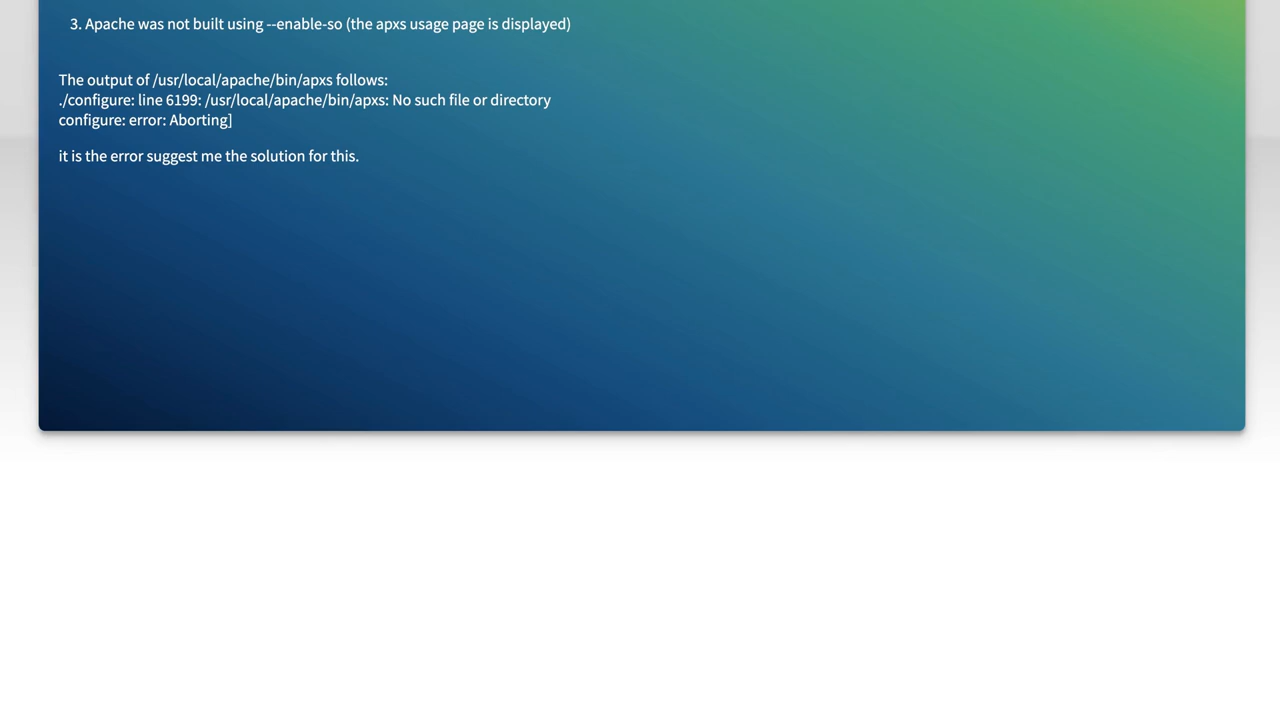 3. Apache was not built using --enable-so (the apxs usage page is displayed)
The output of /usr/local/apache/bin/apxs follows:
./configure: line 6199: /usr/local/apache/bin/apxs: No such file or directory
configure: error: Aborting]
it is the error suggest me the solution for this.